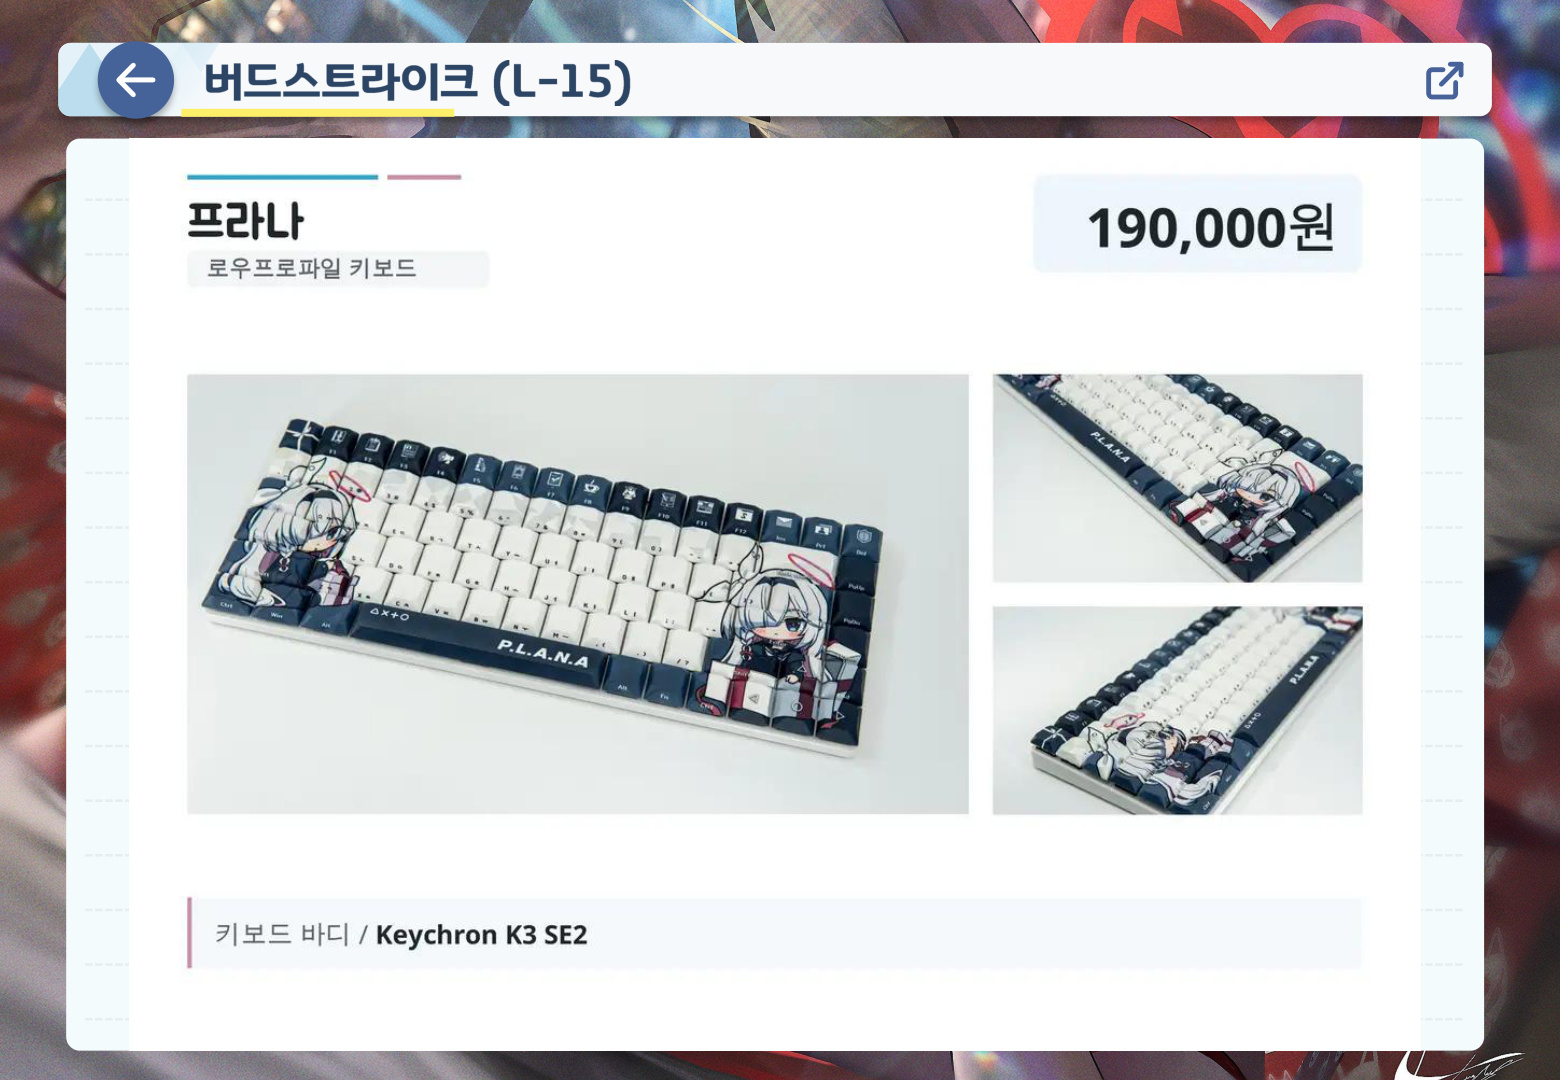 버드스트라이크 (L-15)
프라나
190,000원
로우프로파일 키보드
P.L.A.N.A
P.L.A.N.A
P.L.A.N.A
키보드 바디 / Keychron K3 SE2